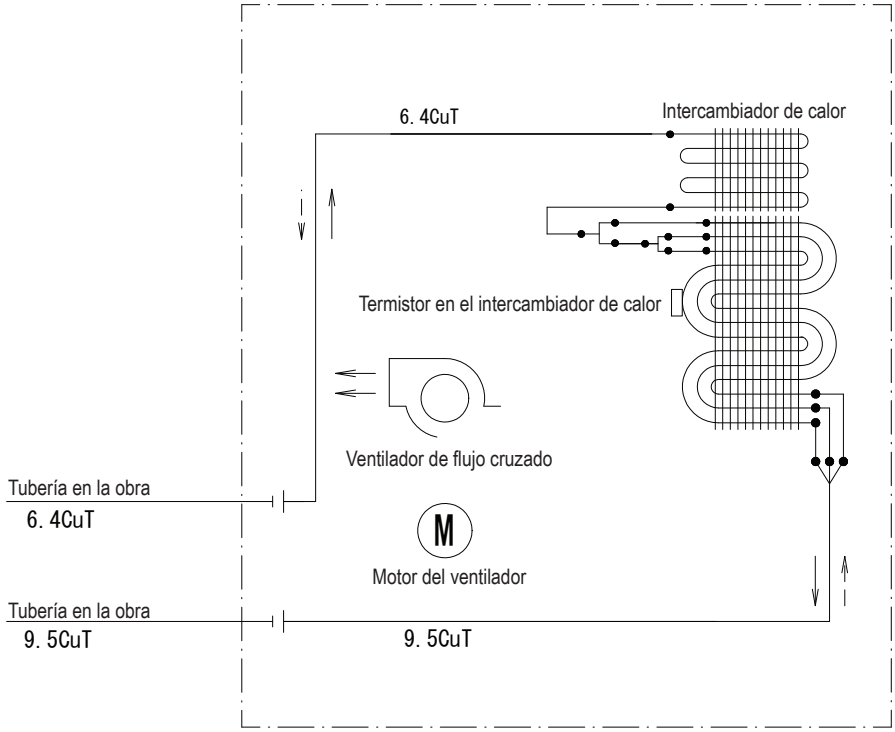 6. 4CuT
Intercambiador de calor
Termistor en el intercambiador de calor
Ventilador de flujo cruzado
Tubería en la obra
6. 4CuT
M
Motor del ventilador
Tubería en la obra
9. 5CuT
9. 5CuT